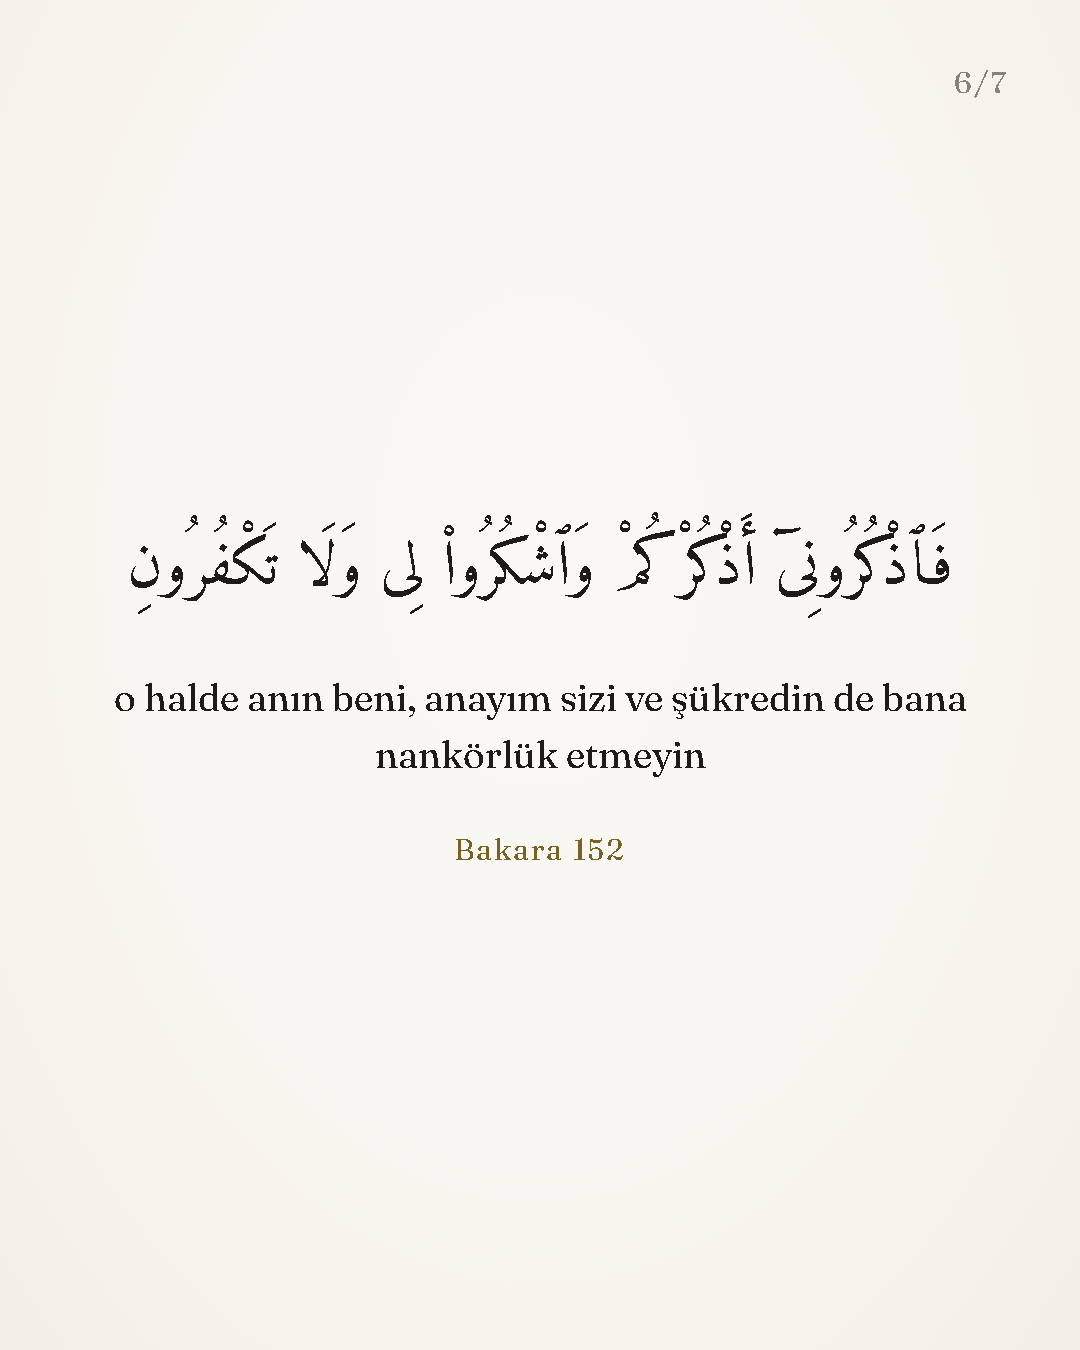 6/7
فَٱذْكُرُونِىٓ أَذْكُرْكُمْ وَٱشْكُرُوا۟ لِى وَلَا تَكْفُرُونِ
o halde anın beni, anayım sizi ve şükredin de bana
nankörlük etmeyin
Bakara 152